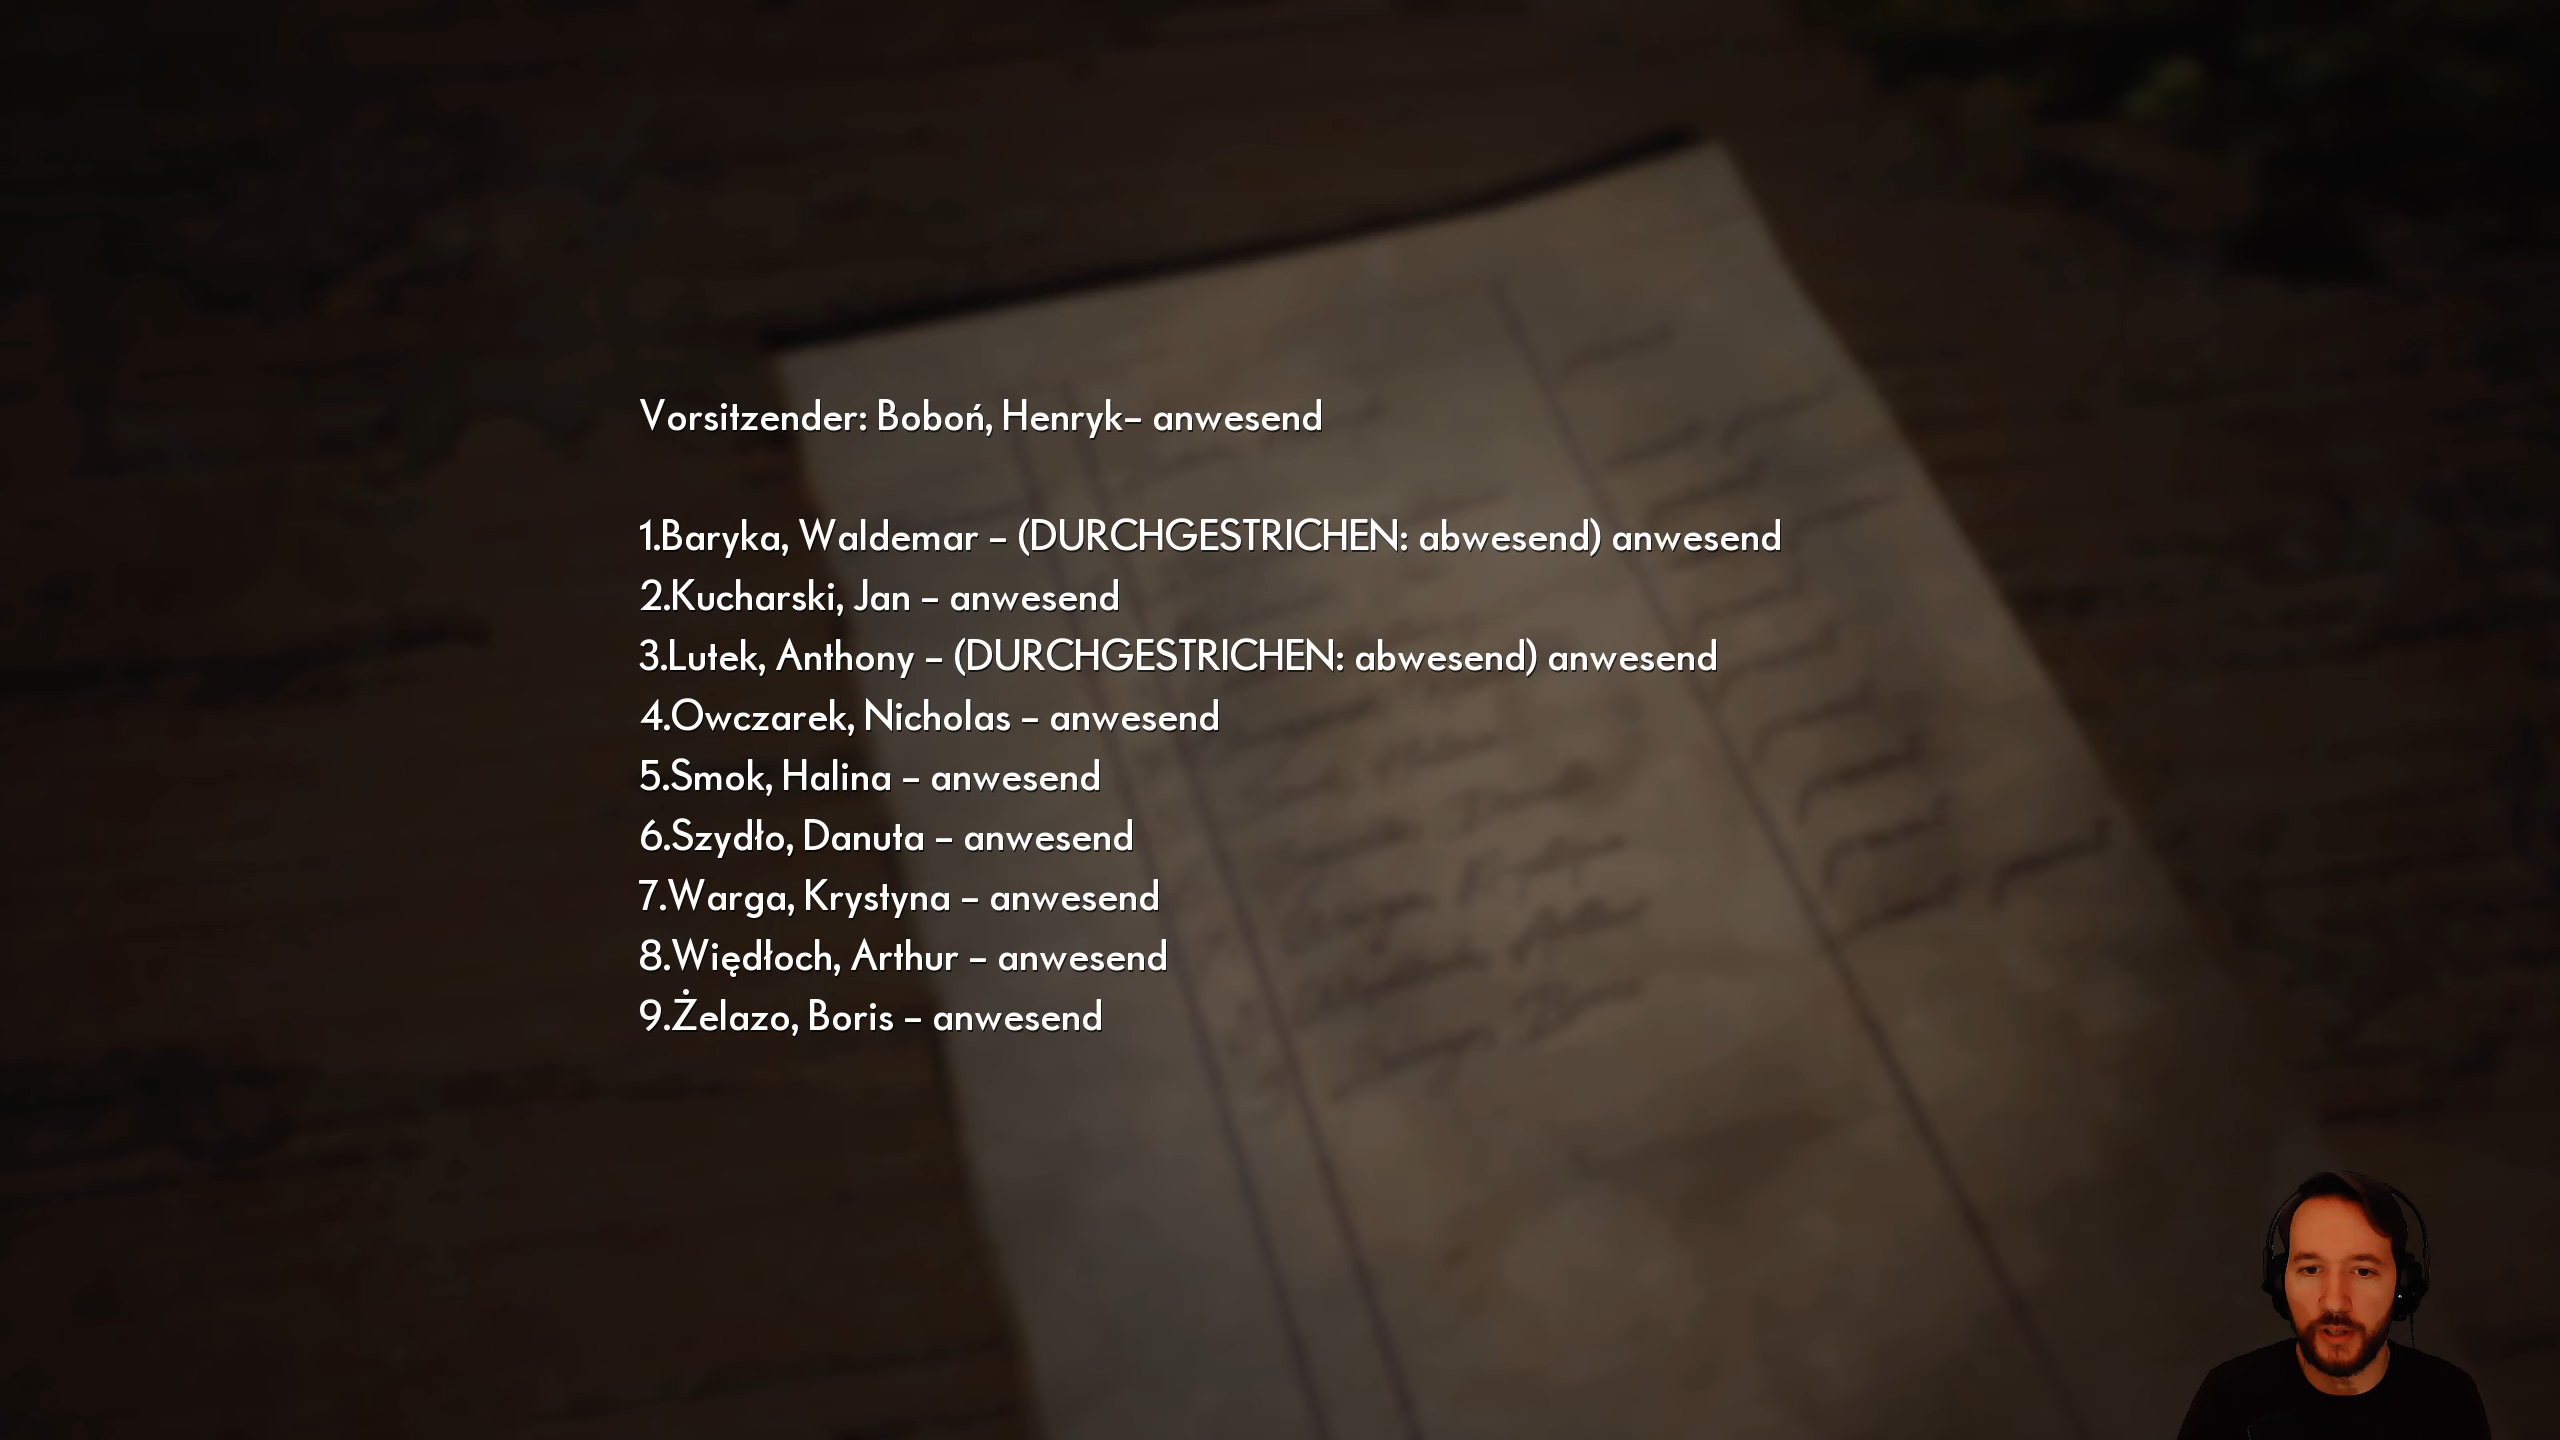 Vorsitzender: Boboń, Henryk– anwesend
1.Baryka, Waldemar – (DURCHGESTRICHEN: abwesend) anwesend
2.Kucharski, Jan – anwesend
3.Lutek, Anthony – (DURCHGESTRICHEN: abwesend) anwesend
4.Owczarek, Nicholas – anwesend
5.Smok, Halina – anwesend
6.Szydło, Danuta – anwesend
7.Warga, Krystyna – anwesend
8.Więdłoch, Arthur – anwesend
9.Żelazo, Boris – anwesend